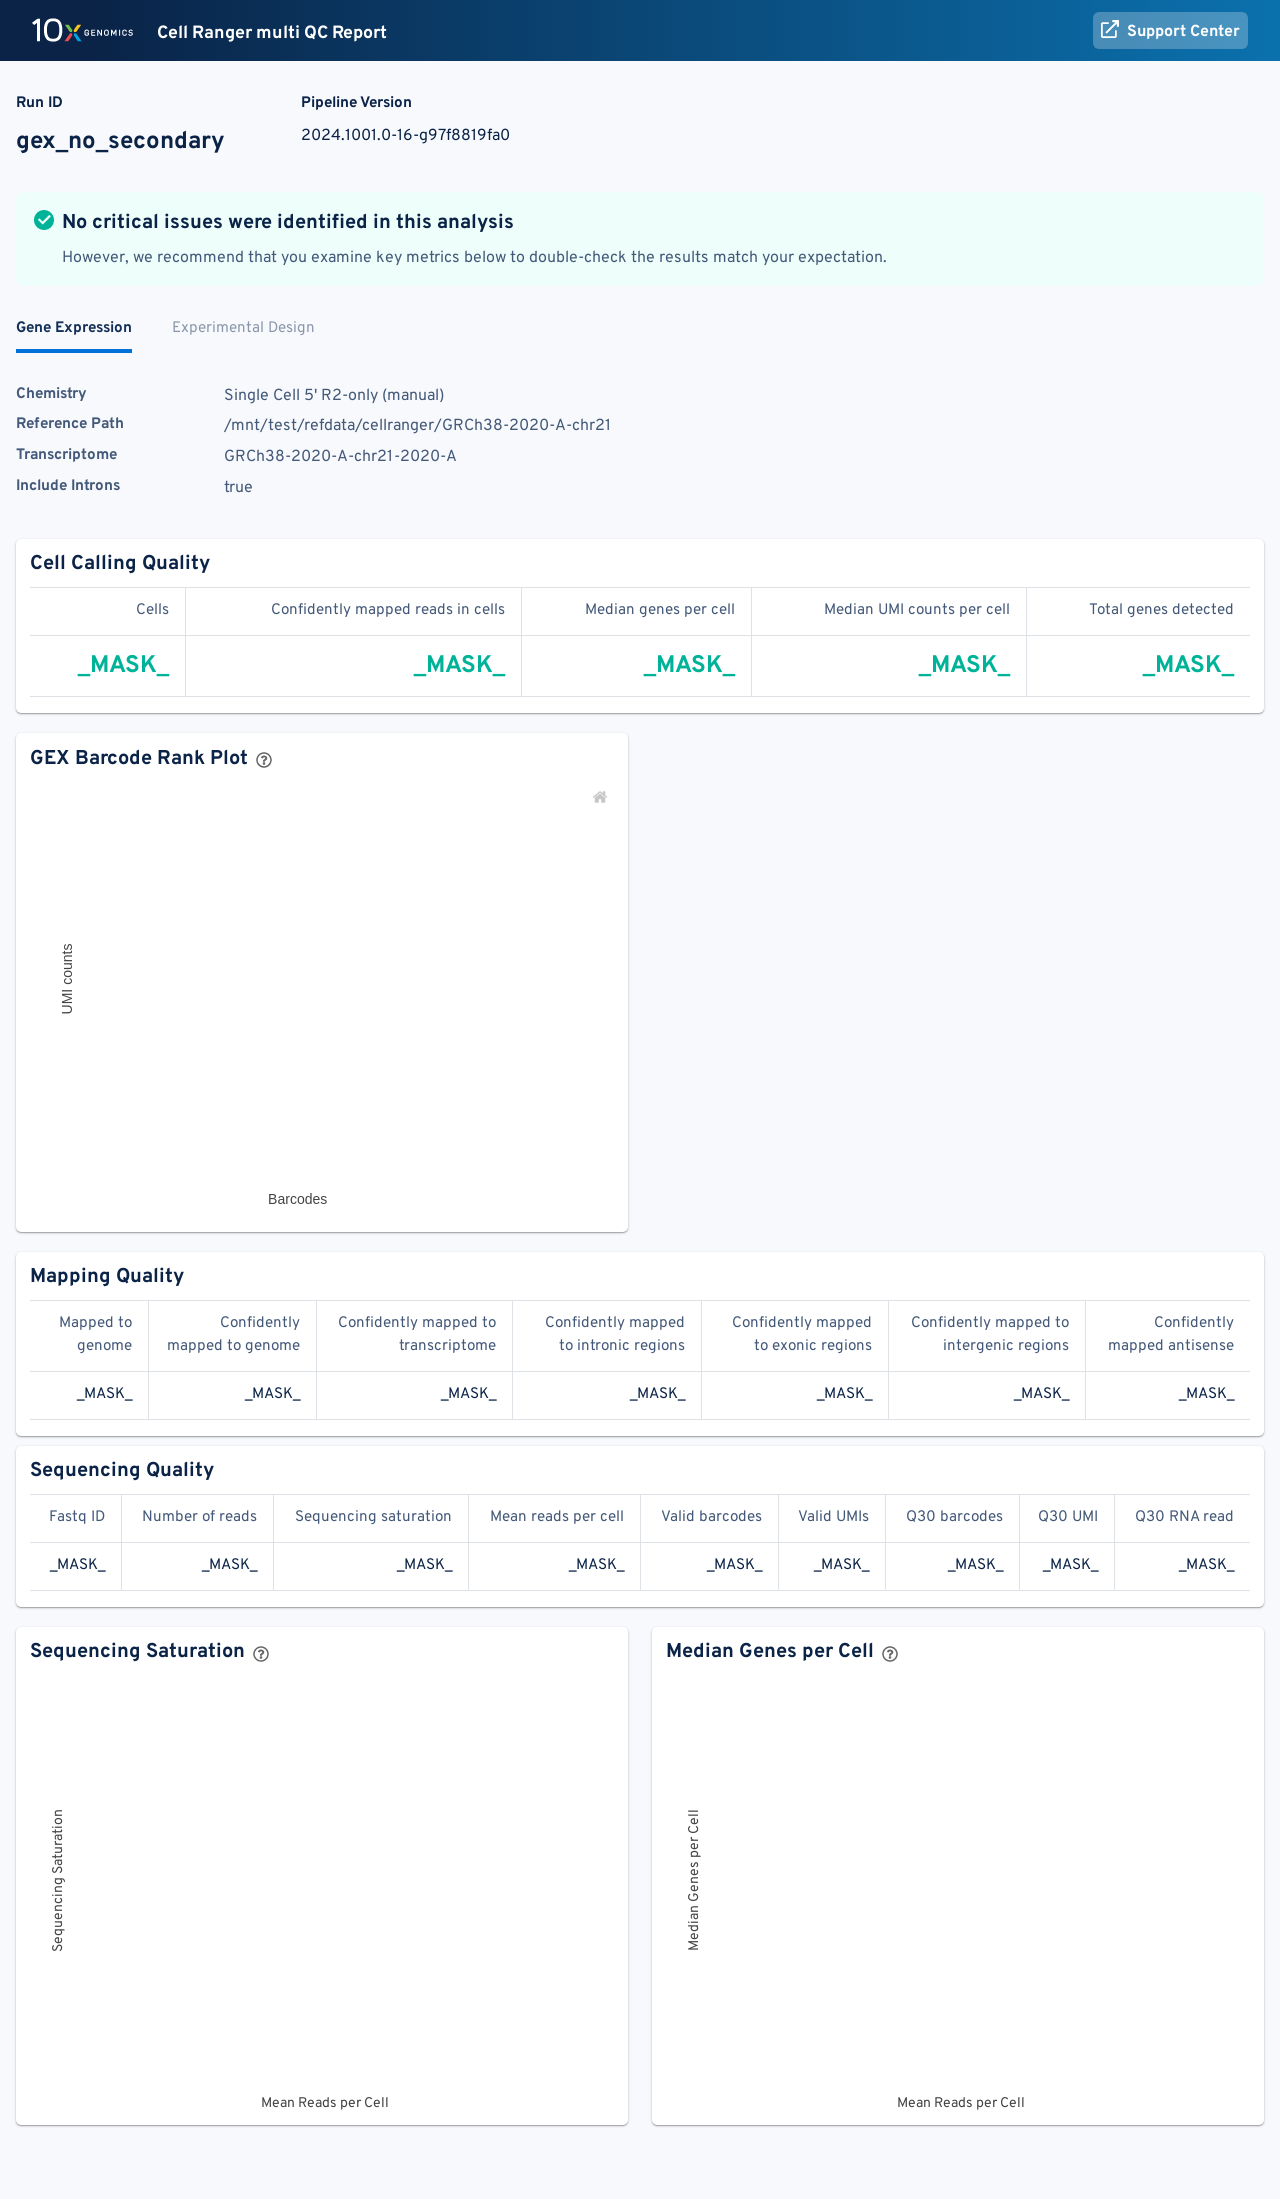 10x GENOMICS Cell Ranger multi QC Report Support Center
Run ID Pipeline Version
gex_no_secondary 2024.1001.0-16-g97f8819fa0
No critical issues were identified in this analysis
However, we recommend that you examine key metrics below to double-check the results match your expectation.
Gene Expression Experimental Design
Chemistry Single Cell 5' R2-only (manual)
Reference Path /mnt/test/refdata/cellranger/GRCh38-2020-A-chr21
Transcriptome GRCh38-2020-A-chr21-2020-A
Include Introns true
Cell Calling Quality
Cells Confidently mapped reads in cells Median genes per cell Median UMI counts per cell Total genes detected
_MASK_ _MASK_ _MASK_ _MASK_ _MASK_
GEX Barcode Rank Plot ?
UMI counts
Barcodes
Mapping Quality
Mapped to Confidently Confidently mapped to Confidently mapped Confidently mapped Confidently mapped to Confidently
genome mapped to genome transcriptome to intronic regions to exonic regions intergenic regions mapped antisense
_MASK_ _MASK_ _MASK_ _MASK_ _MASK_ _MASK_ _MASK_
Sequencing Quality
Fastq ID Number of reads Sequencing saturation Mean reads per cell Valid barcodes Valid UMIs Q30 barcodes Q30 UMI Q30 RNA read
_MASK_ _MASK_ _MASK_ _MASK_ _MASK_ _MASK_ _MASK_ _MASK_ _MASK_
Sequencing Saturation ? Median Genes per Cell ?
Sequencing Saturation Median Genes per Cell
Mean Reads per Cell Mean Reads per Cell